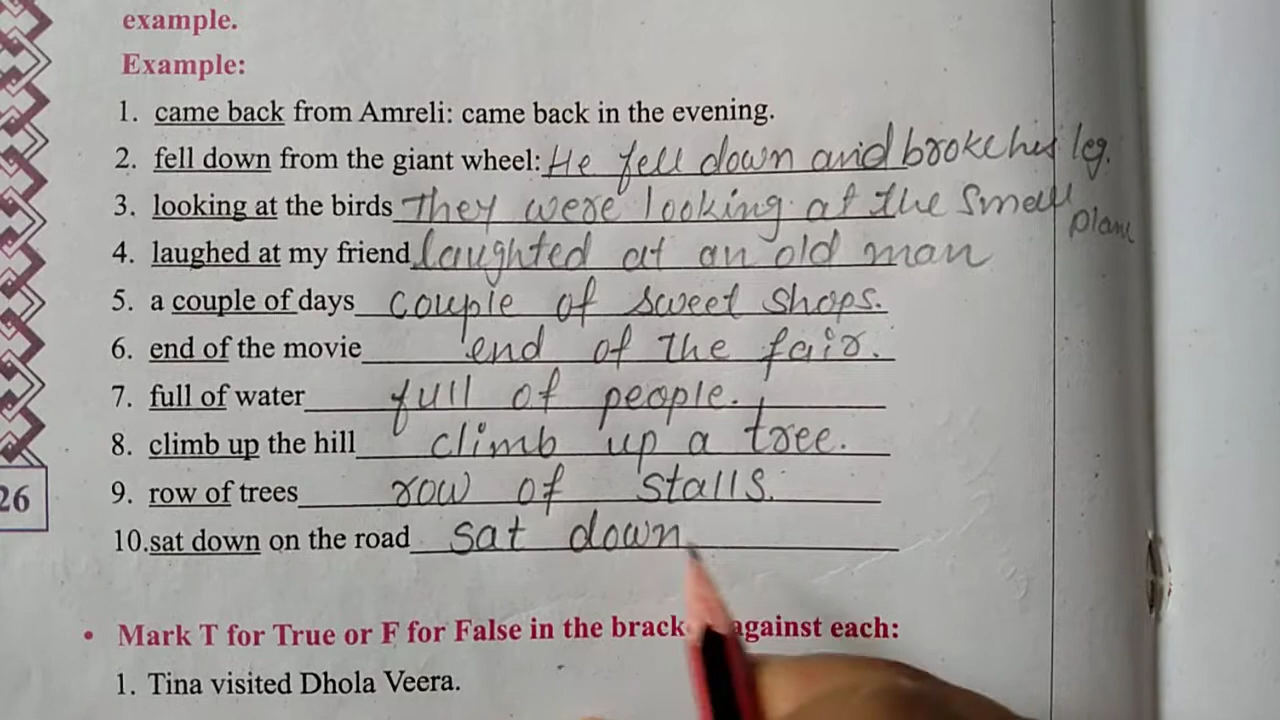 example.
Example:
1. came back from Amreli: came back in the evening.
2. fell down from the giant wheel: He fell down and broke his leg.
3. looking at the birds They were looking at the small
plane
4. laughed at my friend laughted at an old man
5. a couple of days couple of sweet shops.
6. end of the movie end of the fair.
7. full of water full of people.
8. climb up the hill climb up a tree.
9. row of trees row of stalls.
26
10. sat down on the road sat down
• Mark T for True or F for False in the against each:
1. Tina visited Dhola Veera.